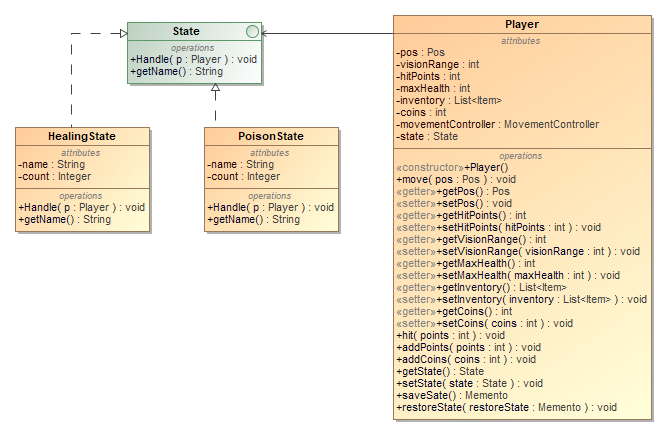 State
operations
+Handle( p : Player ) : void
+getName() : String
HealingState
attributes
-name : String
-count : Integer
operations
+Handle( p : Player ) : void
+getName() : String
PoisonState
attributes
-name : String
-count : Integer
operations
+Handle( p : Player ) : void
+getName() : String
Player
attributes
-pos : Pos
-visionRange : int
-hitPoints : int
-maxHealth : int
-inventory : List<Item>
-coins : int
-movementController : MovementController
-state : State
operations
«constructor»+Player()
+move( pos : Pos ) : void
«getter»+getPos() : Pos
«setter»+setPos() : void
«getter»+getHitPoints() : int
«setter»+setHitPoints( hitPoints : int ) : void
«getter»+getVisionRange() : int
«setter»+setVisionRange( visionRange : int ) : void
«getter»+getMaxHealth() : int
«setter»+setMaxHealth( maxHealth : int ) : void
«getter»+getInventory() : List<Item>
«setter»+setInventory( inventory : List<Item> ) : void
«getter»+getCoins() : int
«setter»+setCoins( coins : int ) : void
+hit( points : int ) : void
+addPoints( points : int ) : void
+addCoins( coins : int ) : void
+getState() : State
+setState( state : State ) : void
+saveSate() : Memento
+restoreState( restoreState : Memento ) : void